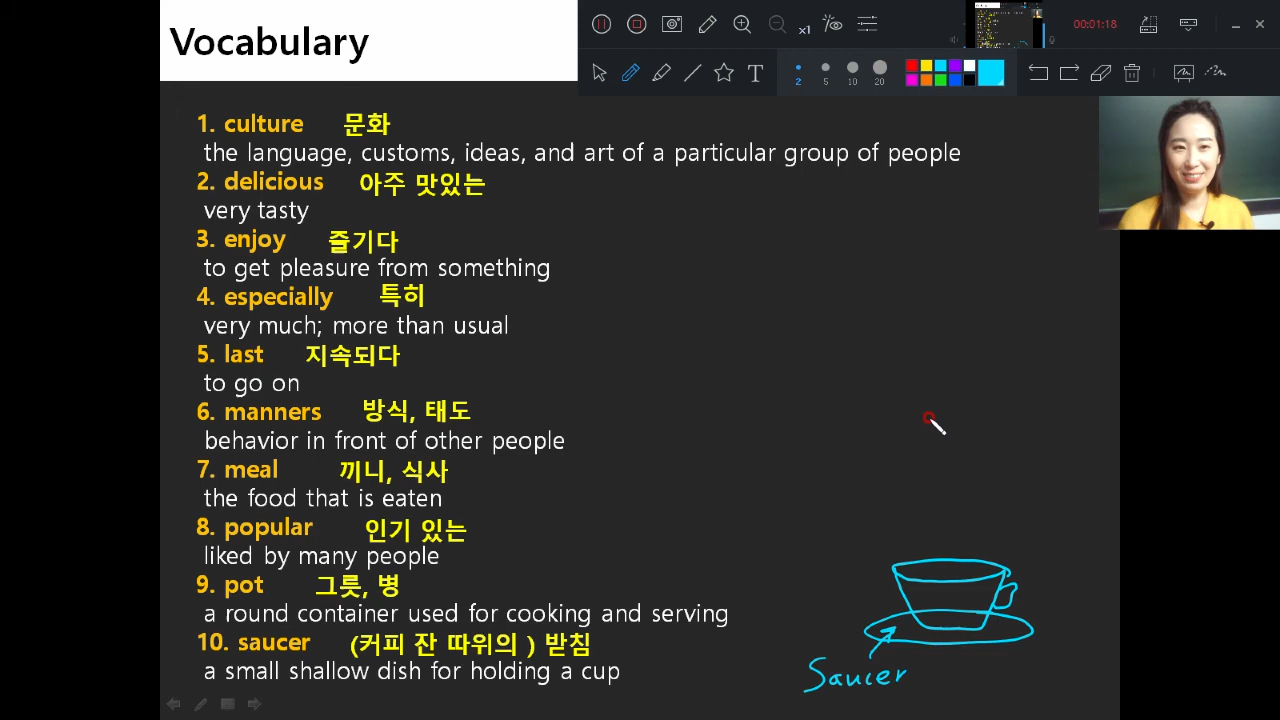 Vocabulary
x1
00:01:18
T
2 5 10 20
1. culture 문화
the language, customs, ideas, and art of a particular group of people
2. delicious 아주 맛있는
very tasty
3. enjoy 즐기다
to get pleasure from something
4. especially 특히
very much; more than usual
5. last 지속되다
to go on
6. manners 방식, 태도
behavior in front of other people
7. meal 끼니, 식사
the food that is eaten
8. popular 인기 있는
liked by many people
9. pot 그릇, 병
a round container used for cooking and serving
10. saucer (커피 잔 따위의 ) 받침
a small shallow dish for holding a cup
Saucer